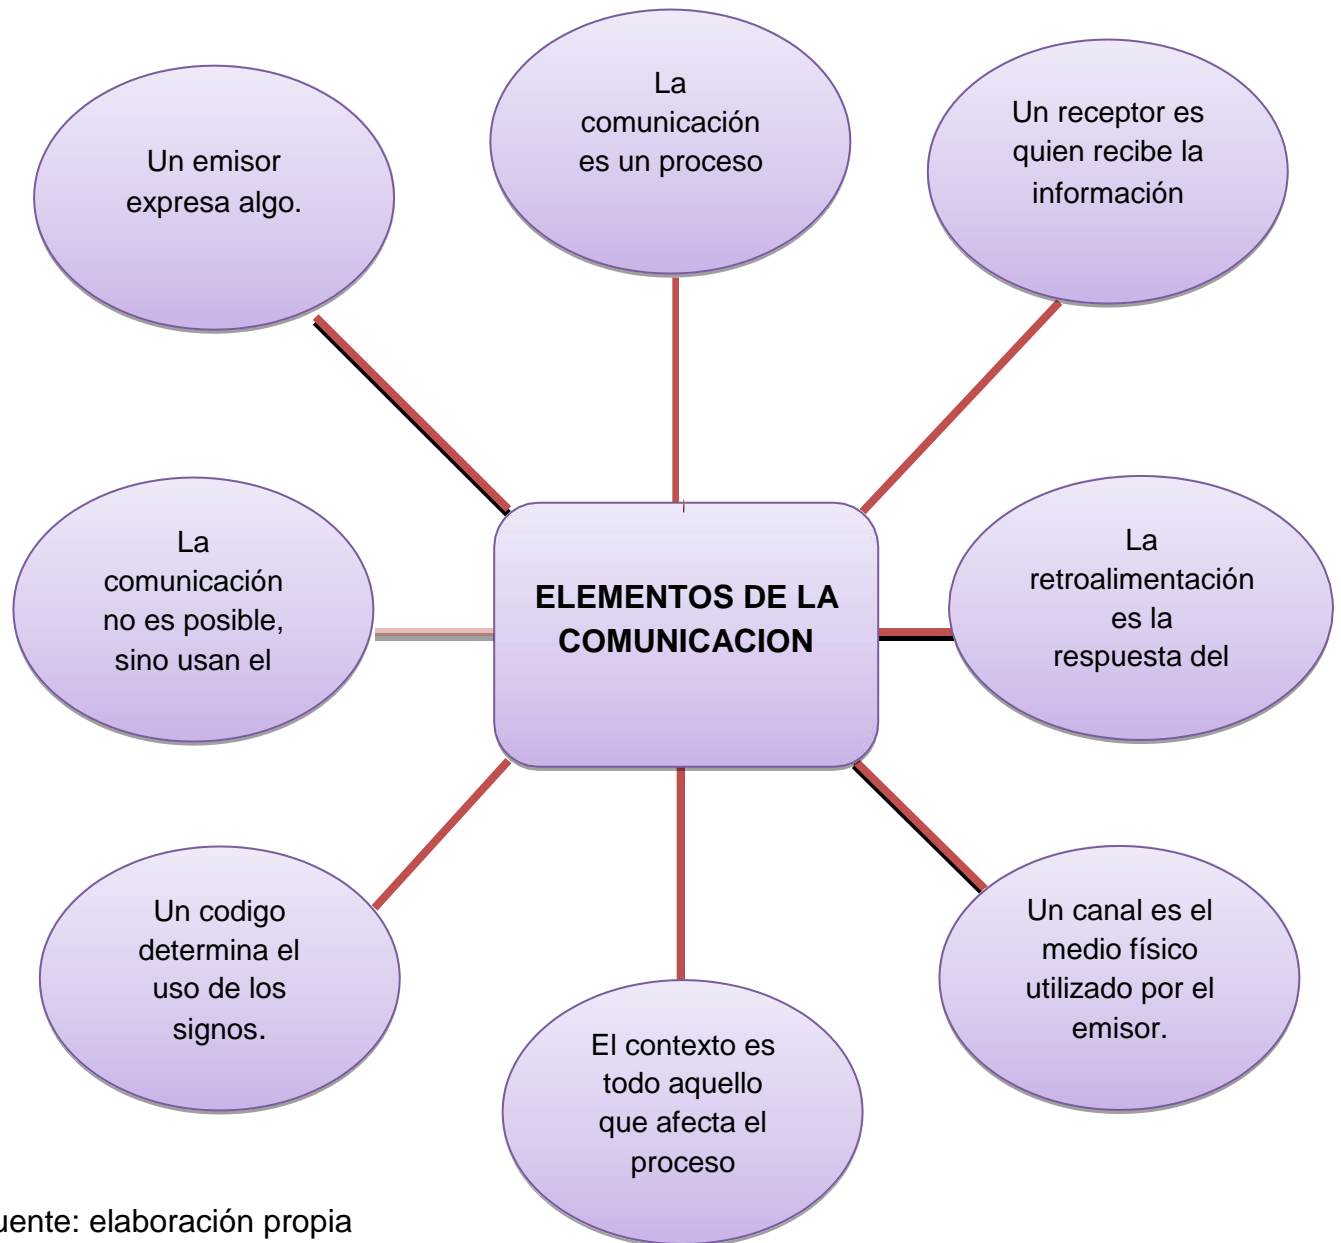 La
comunicación
es un proceso
Un emisor
expresa algo.
Un receptor es
quien recibe la
información
La
comunicación
no es posible,
sino usan el
ELEMENTOS DE LA
COMUNICACION
La
retroalimentación
es la
respuesta del
Un codigo
determina el
uso de los
signos.
Un canal es el
medio físico
utilizado por el
emisor.
El contexto es
todo aquello
que afecta el
proceso
uente: elaboración propia